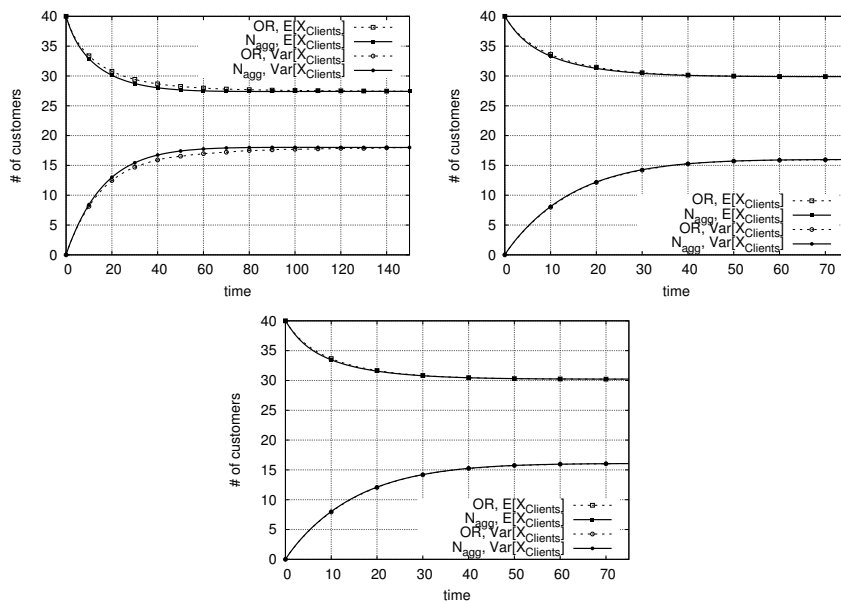 40
35
30
25
20
15
10
5
0
# of customers
OR, E[X_Clients]
N_agg, E[X_Clients]
OR, Var[X_Clients]
N_agg, Var[X_Clients]
0 20 40 60 80 100 120 140
time
40
35
30
25
20
15
10
5
0
# of customers
OR, E[X_Clients]
N_agg, E[X_Clients]
OR, Var[X_Clients]
N_agg, Var[X_Clients]
0 10 20 30 40 50 60 70
time
40
35
30
25
20
15
10
5
0
# of customers
OR, E[X_Clients]
N_agg, E[X_Clients]
OR, Var[X_Clients]
N_agg, Var[X_Clients]
0 10 20 30 40 50 60 70
time